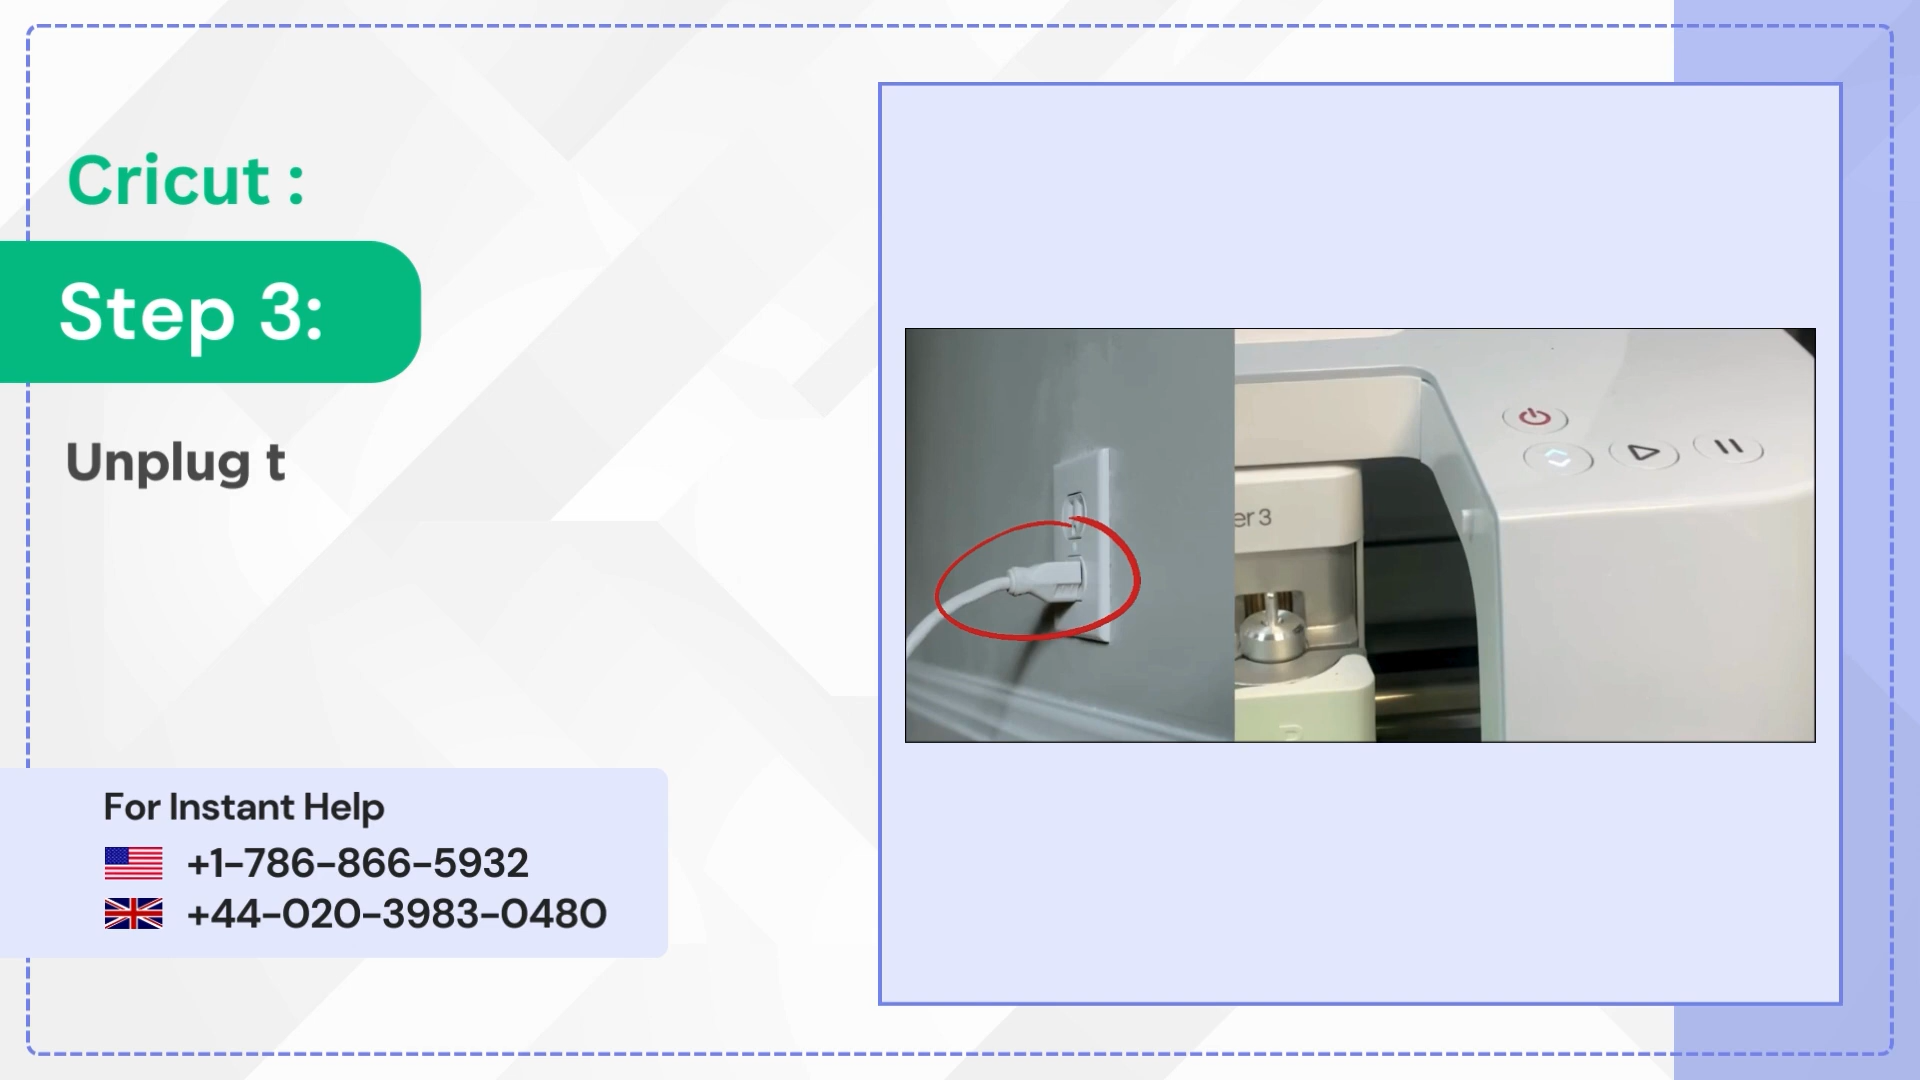 Cricut :
Step 3:
Unplug t
er 3
For Instant Help
+1-786-866-5932
+44-020-3983-0480